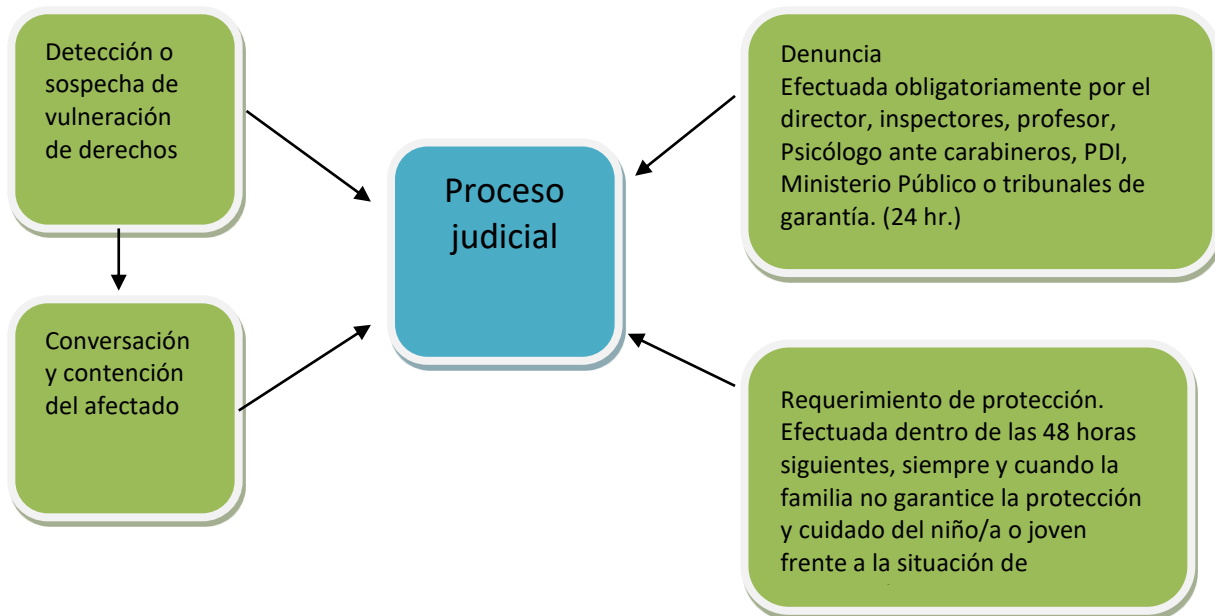 Detección o
sospecha de
vulneración
de derechos
Conversación
y contención
del afectado
Proceso
judicial
Denuncia
Efectuada obligatoriamente por el
director, inspectores, profesor,
Psicólogo ante carabineros, PDI,
Ministerio Público o tribunales de
garantía. (24 hr.)
Requerimiento de protección.
Efectuada dentro de las 48 horas
siguientes, siempre y cuando la
familia no garantice la protección
y cuidado del niño/a o joven
frente a la situación de